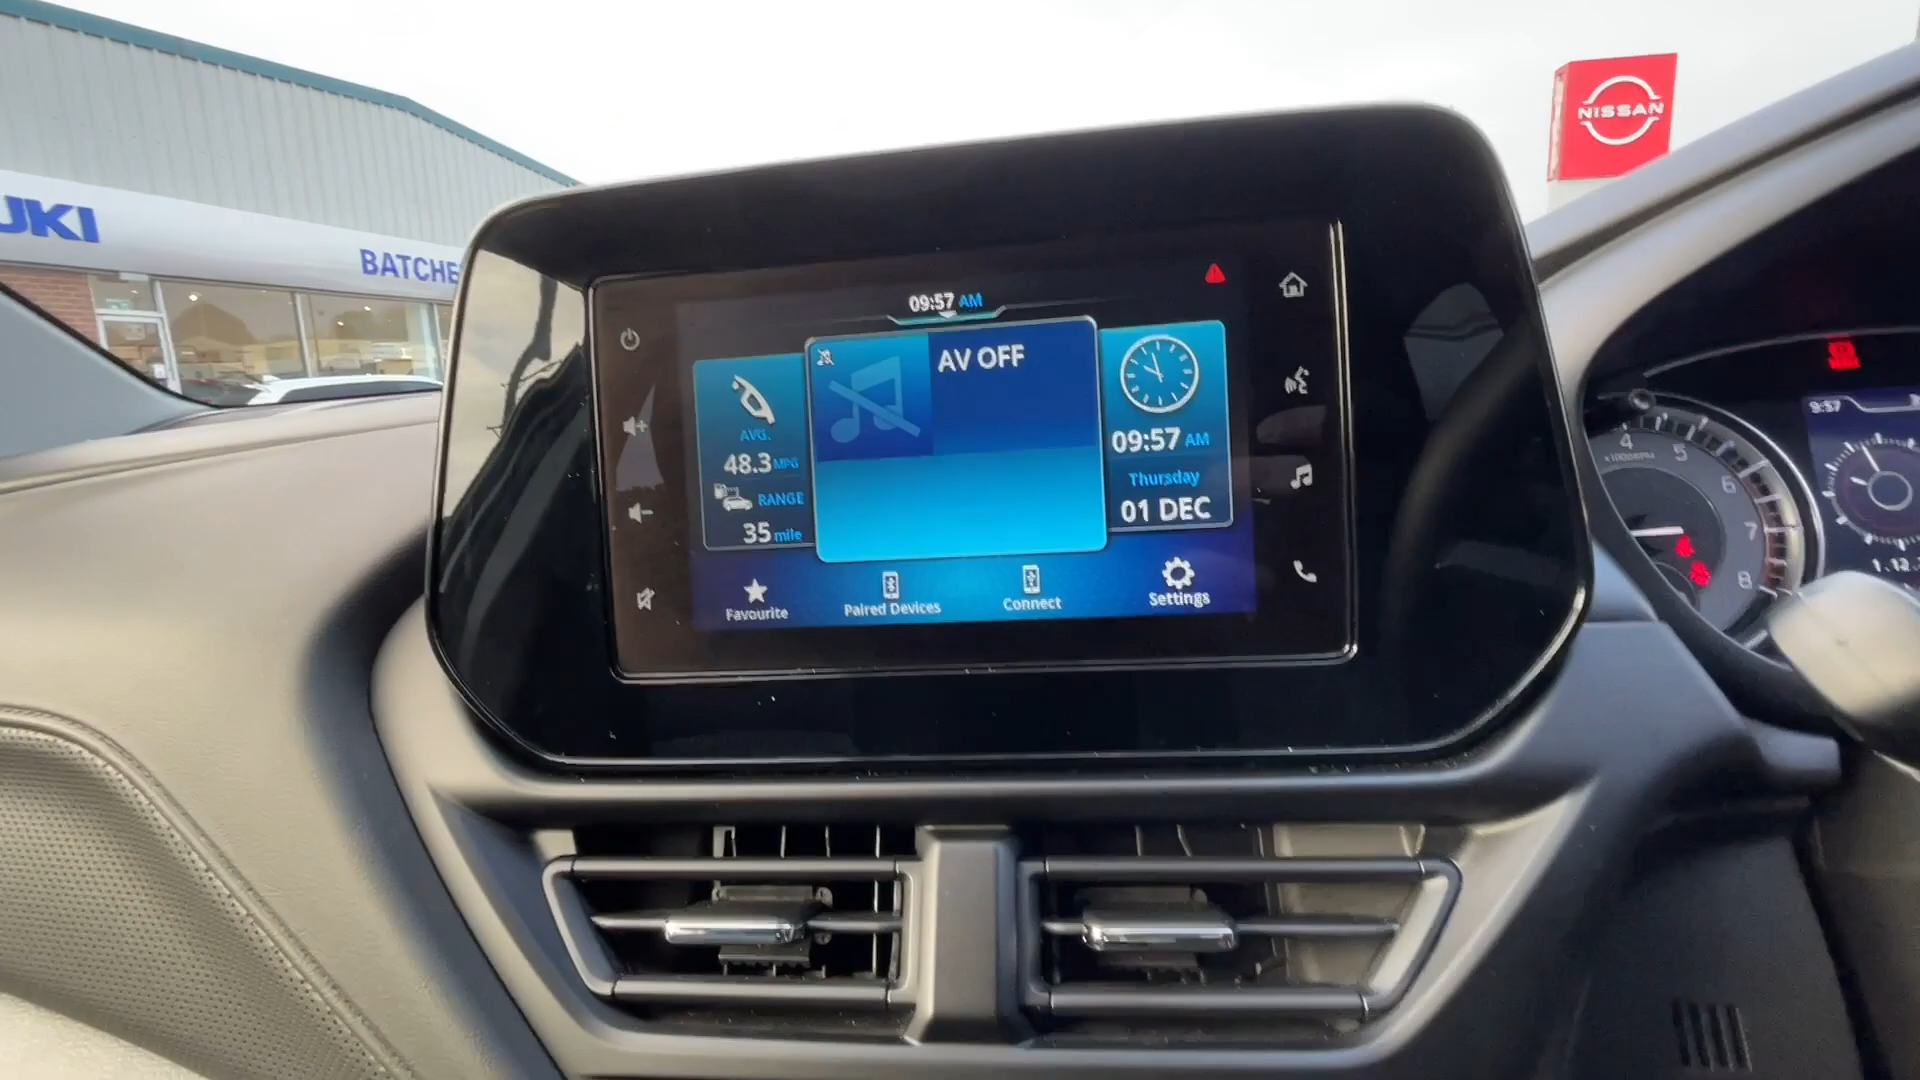 UKI
BATCHE
NISSAN
09:57 AM
AV OFF
AVG.
48.3 MPG
RANGE
35 mile
09:57 AM
Thursday
01 DEC
Favourite
Paired Devices
Connect
Settings
4
5
6
7
8
x1000RPM
9:57